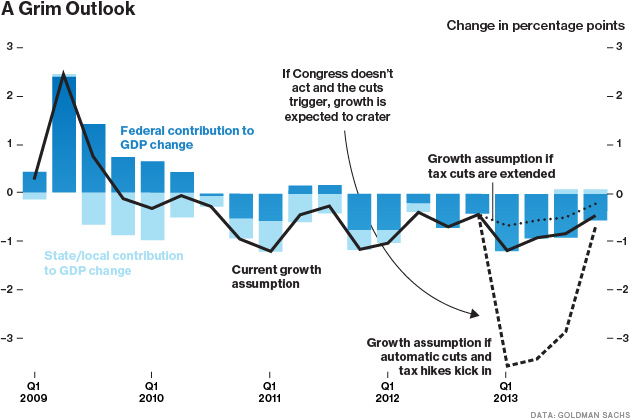 A Grim Outlook
Change in percentage points
3
2
1
0
–1
–2
–3
3
2
1
0
–1
–2
–3
If Congress doesn't
act and the cuts
trigger, growth is
expected to crater
Federal contribution to
GDP change
Growth assumption if
tax cuts are extended
State/local contribution
to GDP change
Current growth
assumption
Growth assumption if
automatic cuts and
tax hikes kick in
Q1
2009
Q1
2010
Q1
2011
Q1
2012
Q1
2013
DATA: GOLDMAN SACHS